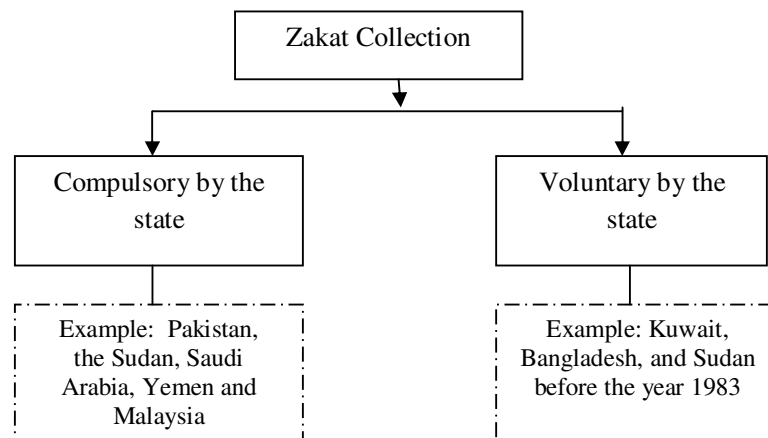 Zakat Collection
Compulsory by the
state
Voluntary by the
state
Example: Pakistan,
the Sudan, Saudi
Arabia, Yemen and
Malaysia
Example: Kuwait,
Bangladesh, and Sudan
before the year 1983